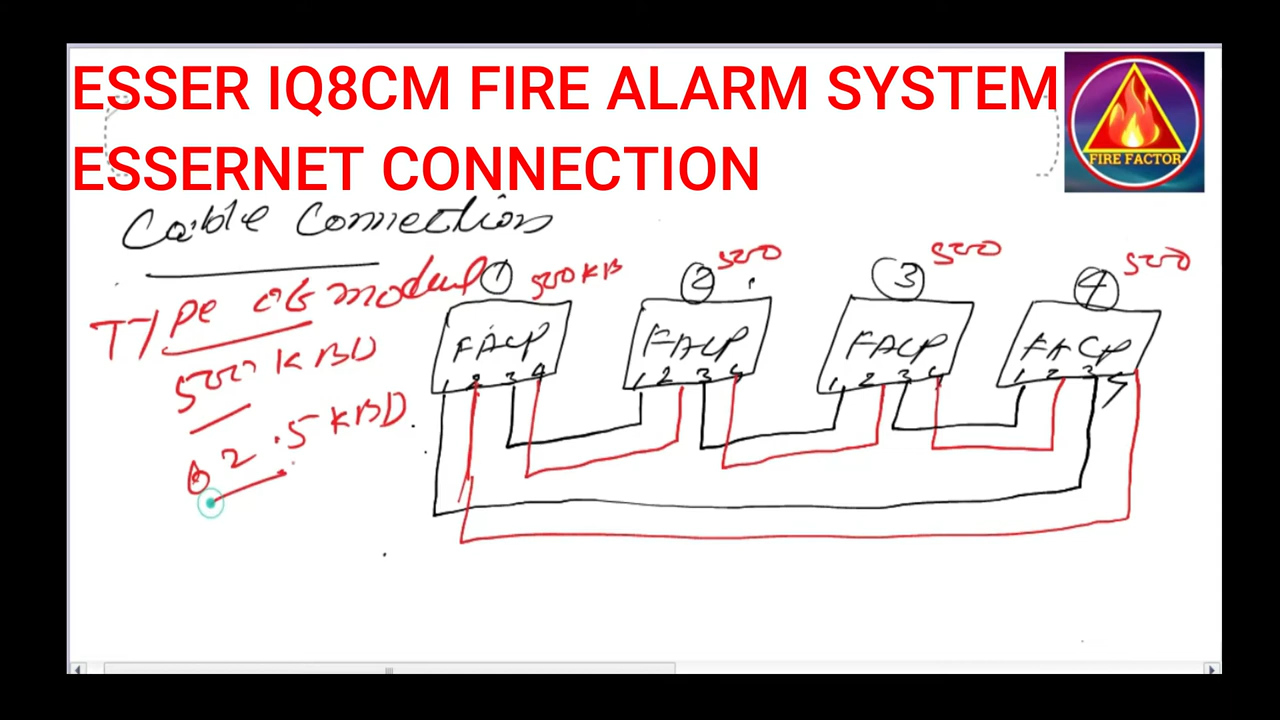 ESSER IQ8CM FIRE ALARM SYSTEM
ESSERNET CONNECTION
FIRE FACTOR
Cable Connection
Type of modul
500 KBD
62.5 KBD
1 500KB 2 500 3 500 4 500
FACP FACP FACP FACP
1 2 3 4 1 2 3 4 1 2 3 4 1 2 3